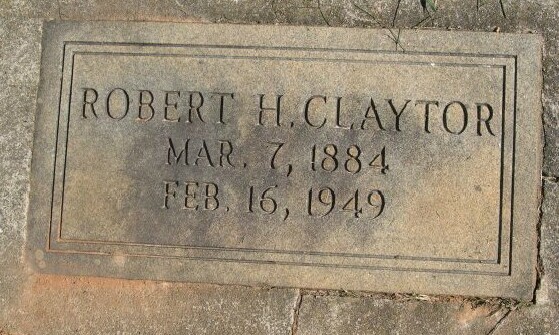 ROBERT H. CLAYTOR
MAR. 7, 1884
FEB. 16, 1949